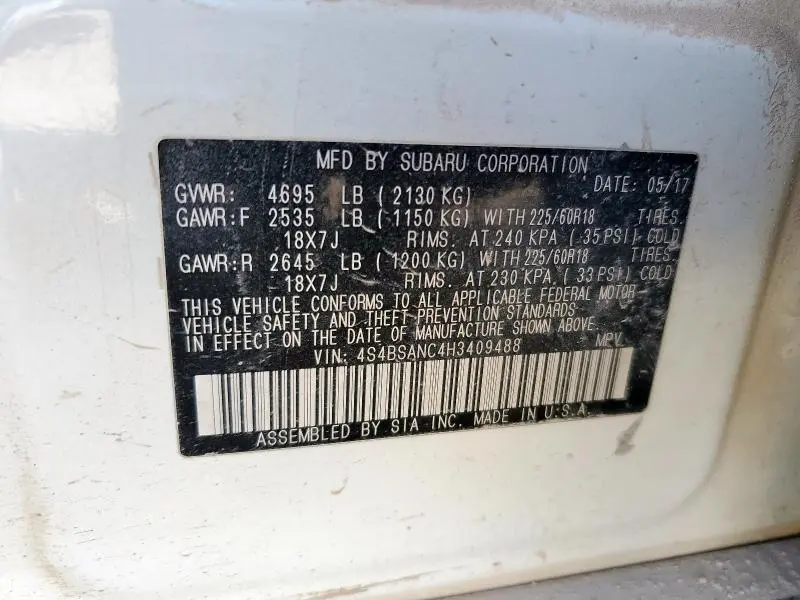 MFD BY SUBARU CORPORATION
DATE: 05/17
GVWR: 4695 LB ( 2130 KG)
GAWR:F 2535 LB ( 1150 KG) WITH 225/60R18 TIRES
18X7J RIMS. AT 240 KPA ( 35 PSI) COLD
GAWR:R 2645 LB ( 1200 KG) WITH 225/60R18 TIRES
18X7J RIMS. AT 230 KPA ( 33 PSI) COLD
THIS VEHICLE CONFORMS TO ALL APPLICABLE FEDERAL MOTOR
VEHICLE SAFETY AND THEFT PREVENTION STANDARDS
IN EFFECT ON THE DATE OF MANUFACTURE SHOWN ABOVE.
VIN: 4S4BSANC4H3409488 MPV
ASSEMBLED BY SIA INC. MADE IN U.S.A.